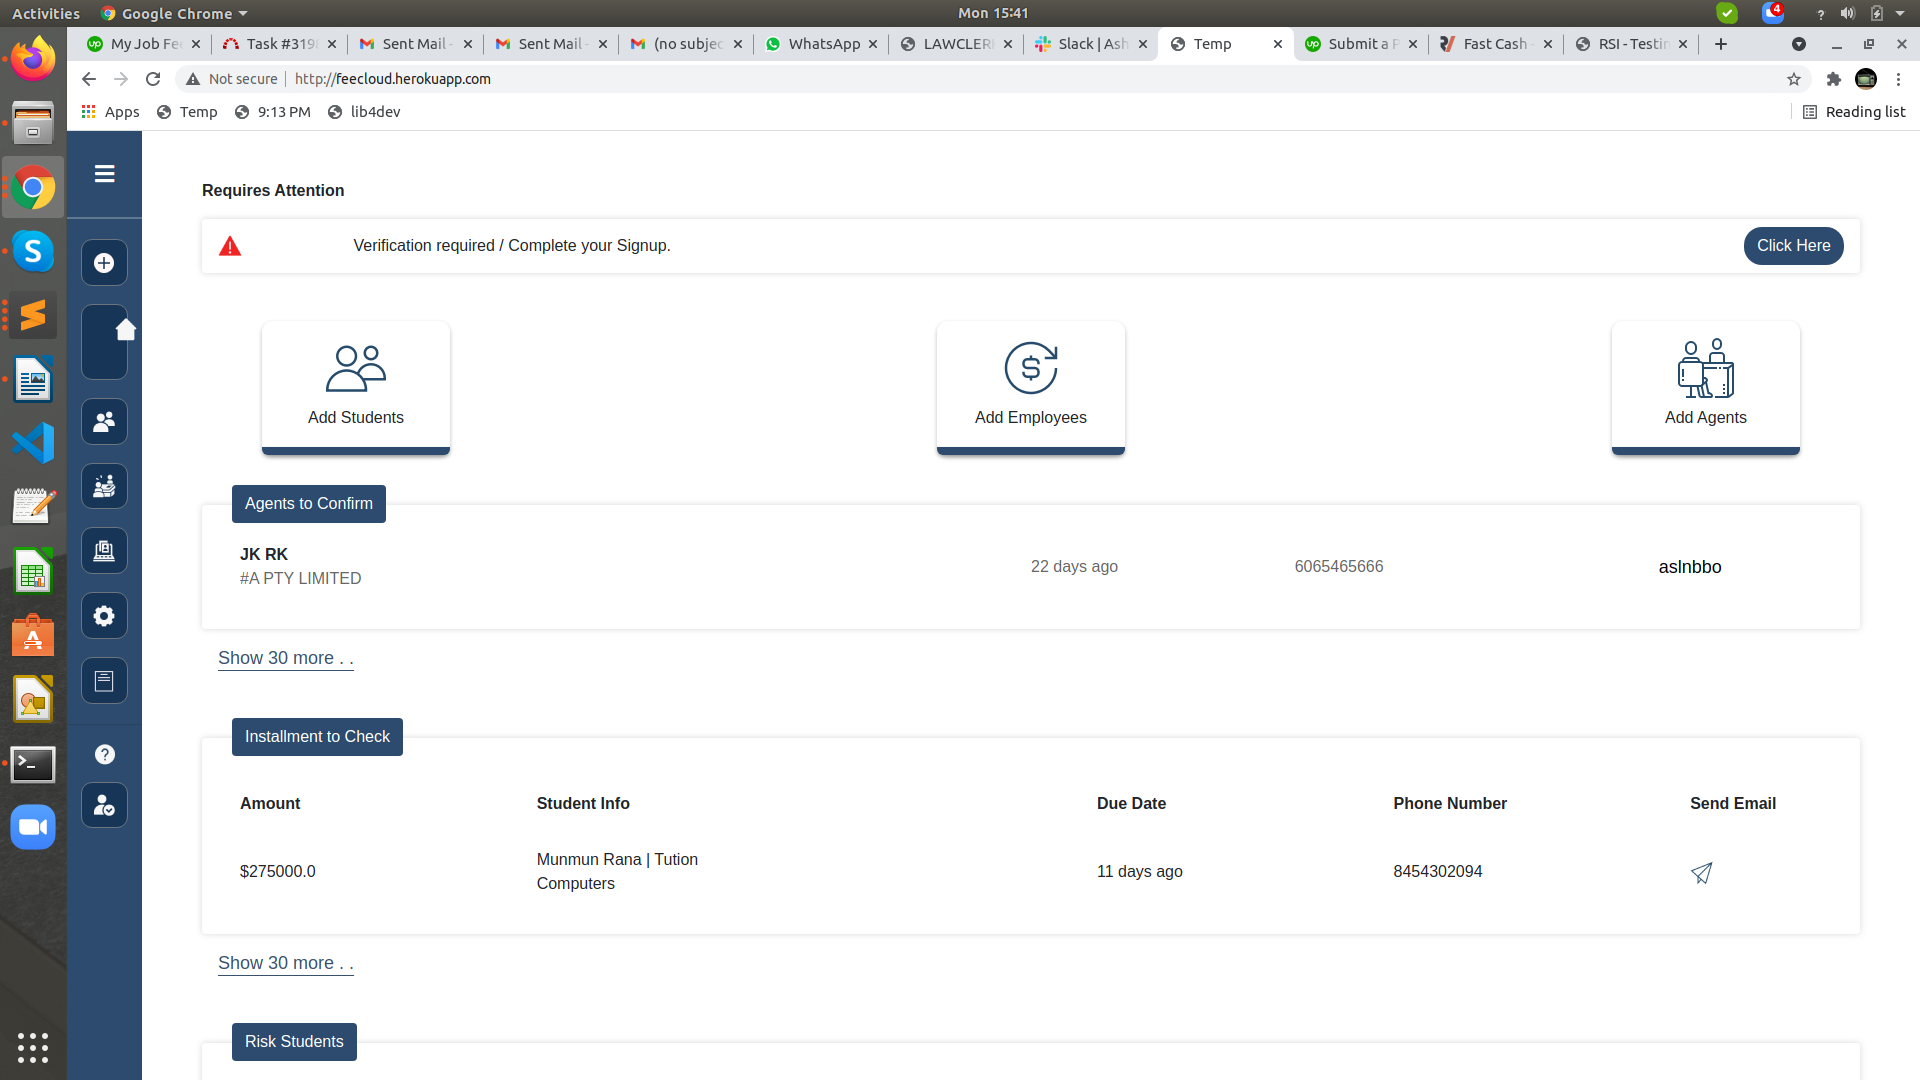 Activities Google Chrome Mon 15:41 4 ?
My Job Fe Task #319 Sent Mail - Sent Mail - (no subjec WhatsApp LAWCLER Slack | Ash Temp Submit a P Fast Cash - RSI - Testin
Not secure http://feecloud.herokuapp.com
Apps Temp 9:13 PM lib4dev Reading list
Requires Attention
Verification required / Complete your Signup. Click Here
Add Students Add Employees Add Agents
Agents to Confirm
JK RK
#A PTY LIMITED
22 days ago 6065465666 aslnbbo
Show 30 more . .
Installment to Check
Amount Student Info Due Date Phone Number Send Email
$275000.0 Munmun Rana | Tution Computers 11 days ago 8454302094
Show 30 more . .
Risk Students